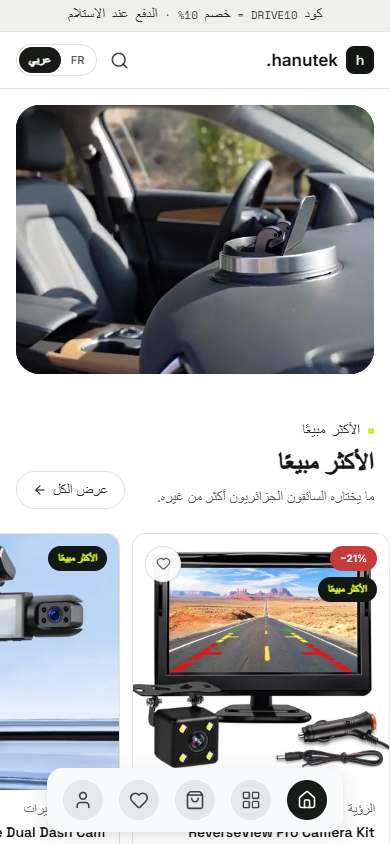 كود DRIVE10 = خصم 10% · الدفع عند الاستلام
hanutek.
h
FR
عربي
الأكثر مبيعًا
الأكثر مبيعًا
ما يختاره السائقون الجزائريون أكثر من غيره.
عرض الكل
−21%
الأكثر مبيعًا
الأكثر مبيعًا
الرؤية
ReverseView Pro Camera Kit
Dual Dash Cam